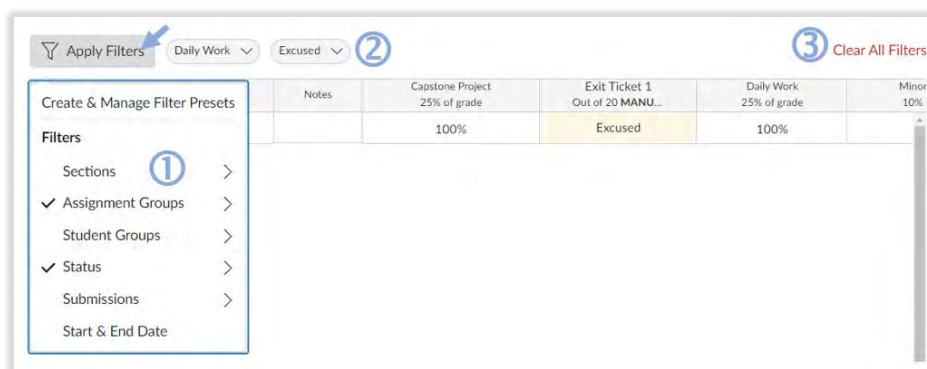 Apply Filters Daily Work Excused ② ③ Clear All Filters
Create & Manage Filter Presets
Filters
Sections ①
Assignment Groups
Student Groups
Status
Submissions
Start & End Date
Notes Capstone Project Exit Ticket 1 Daily Work Minor
25% of grade Out of 20 MANU... 25% of grade 10%
100% Excused 100%